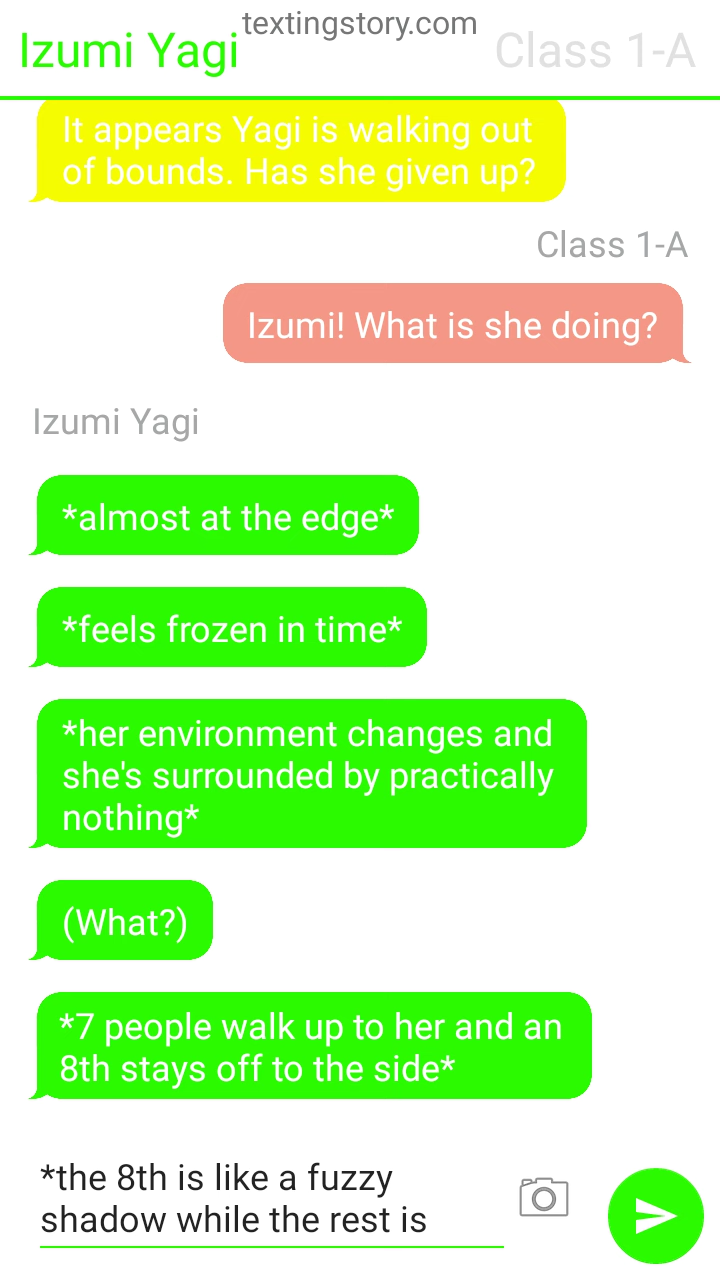 textingstory.com
Izumi Yagi
Class 1-A
It appears Yagi is walking out
of bounds. Has she given up?
Class 1-A
Izumi! What is she doing?
Izumi Yagi
*almost at the edge*
*feels frozen in time*
*her environment changes and
she's surrounded by practically
nothing*
(What?)
*7 people walk up to her and an
8th stays off to the side*
*the 8th is like a fuzzy
shadow while the rest is